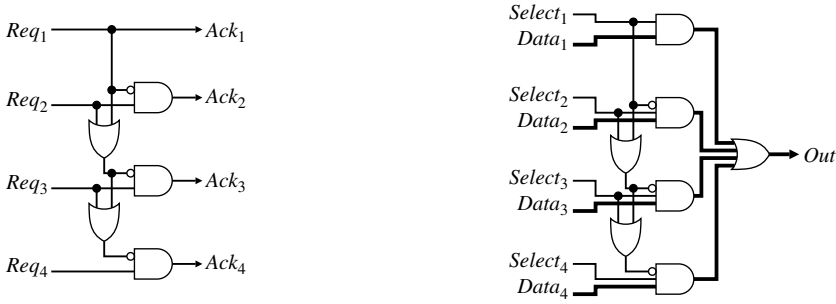 Req1 Ack1
Req2 Ack2
Req3 Ack3
Req4 Ack4
Select1
Data1
Select2
Data2
Out
Select3
Data3
Select4
Data4